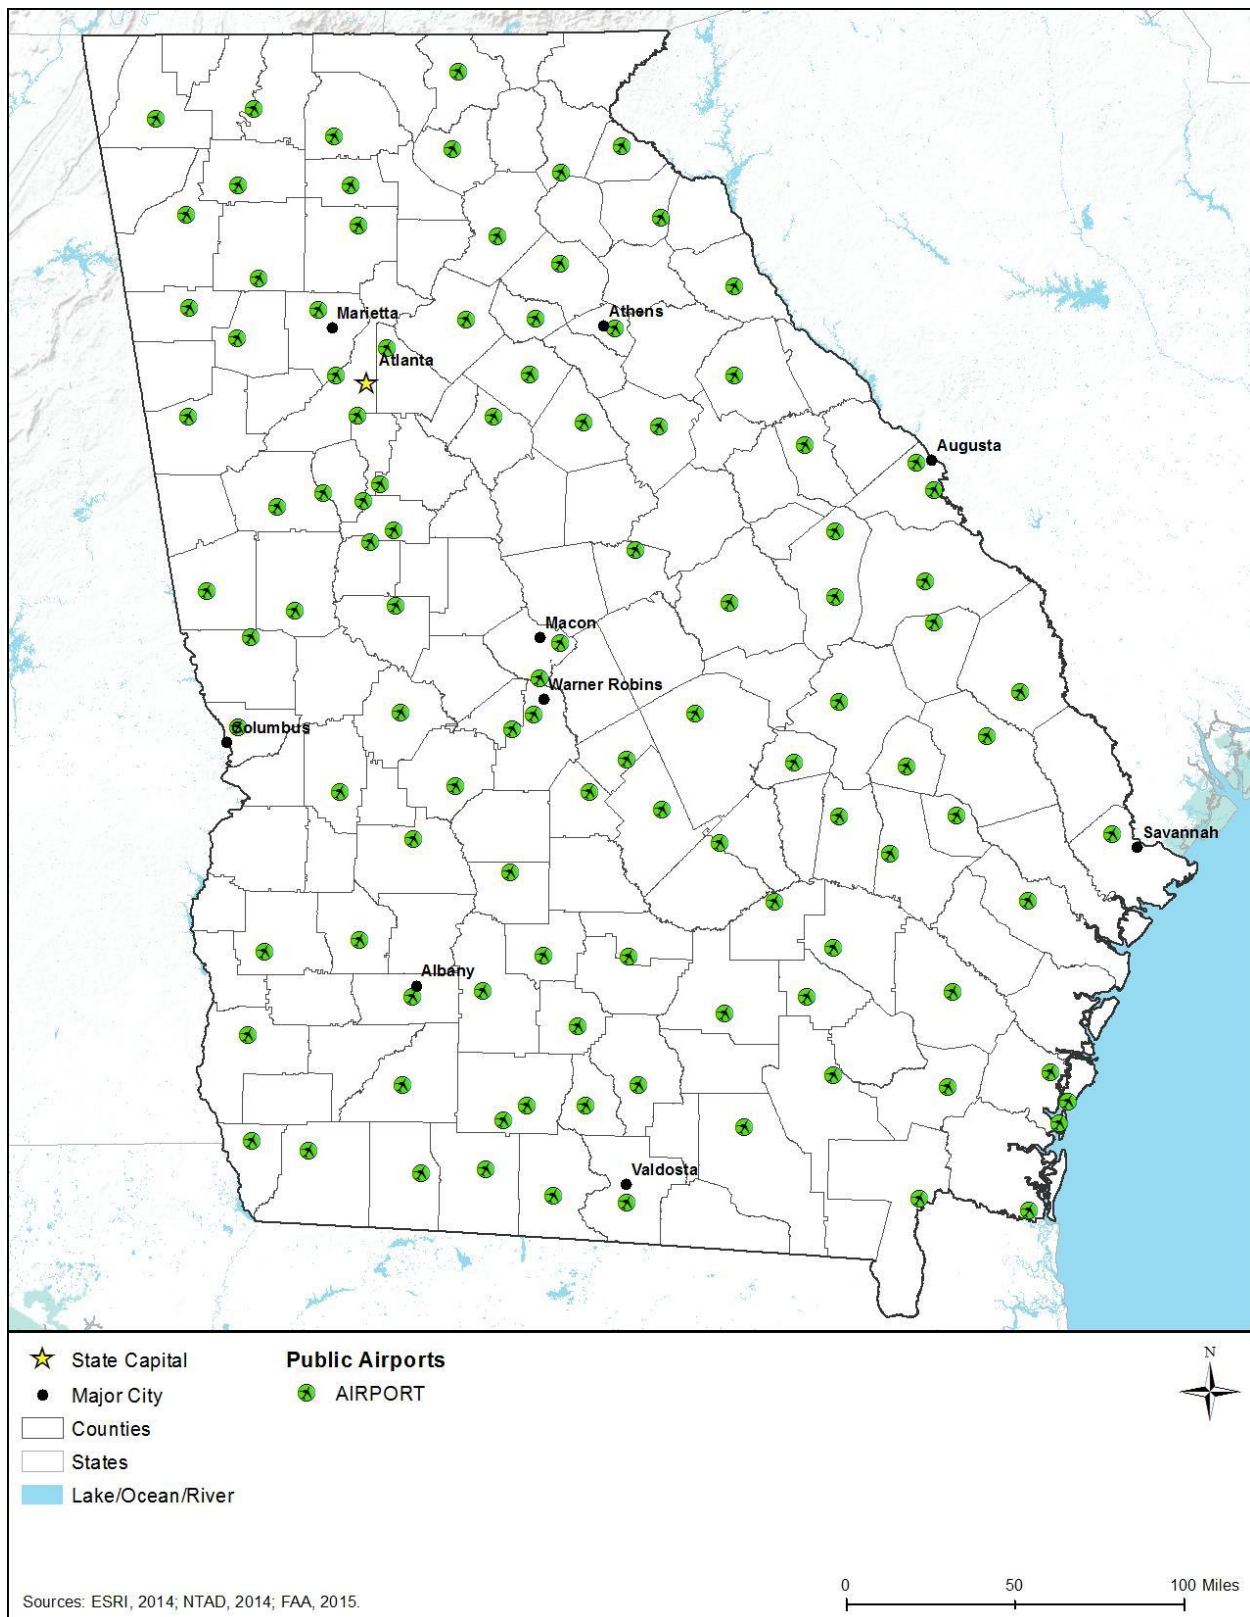 Marietta
Athens
Atlanta
Augusta
Macon
Warner Robins
Columbus
Savannah
Albany
Valdosta
State Capital
Public Airports
N
Major City
AIRPORT
Counties
States
Lake/Ocean/River
0 50 100 Miles
Sources: ESRI, 2014; NTAD, 2014; FAA, 2015.